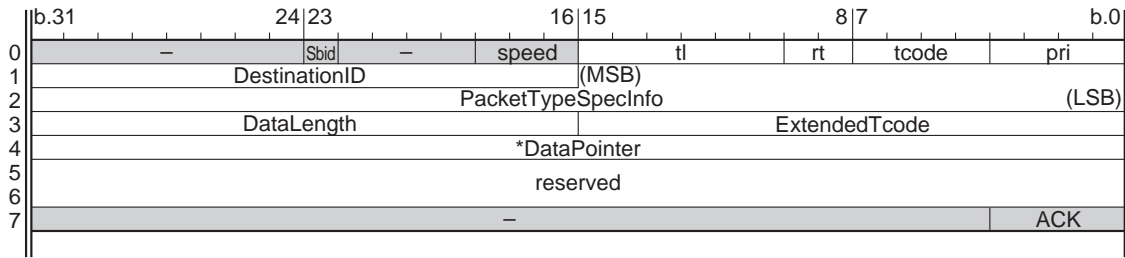 b.31 24 23 16 15 8 7 b.0
0 – Sbid – speed tl rt tcode pri
1 DestinationID (MSB)
2 PacketTypeSpecInfo (LSB)
3 DataLength ExtendedTcode
4 *DataPointer
5
reserved
6
7 – ACK